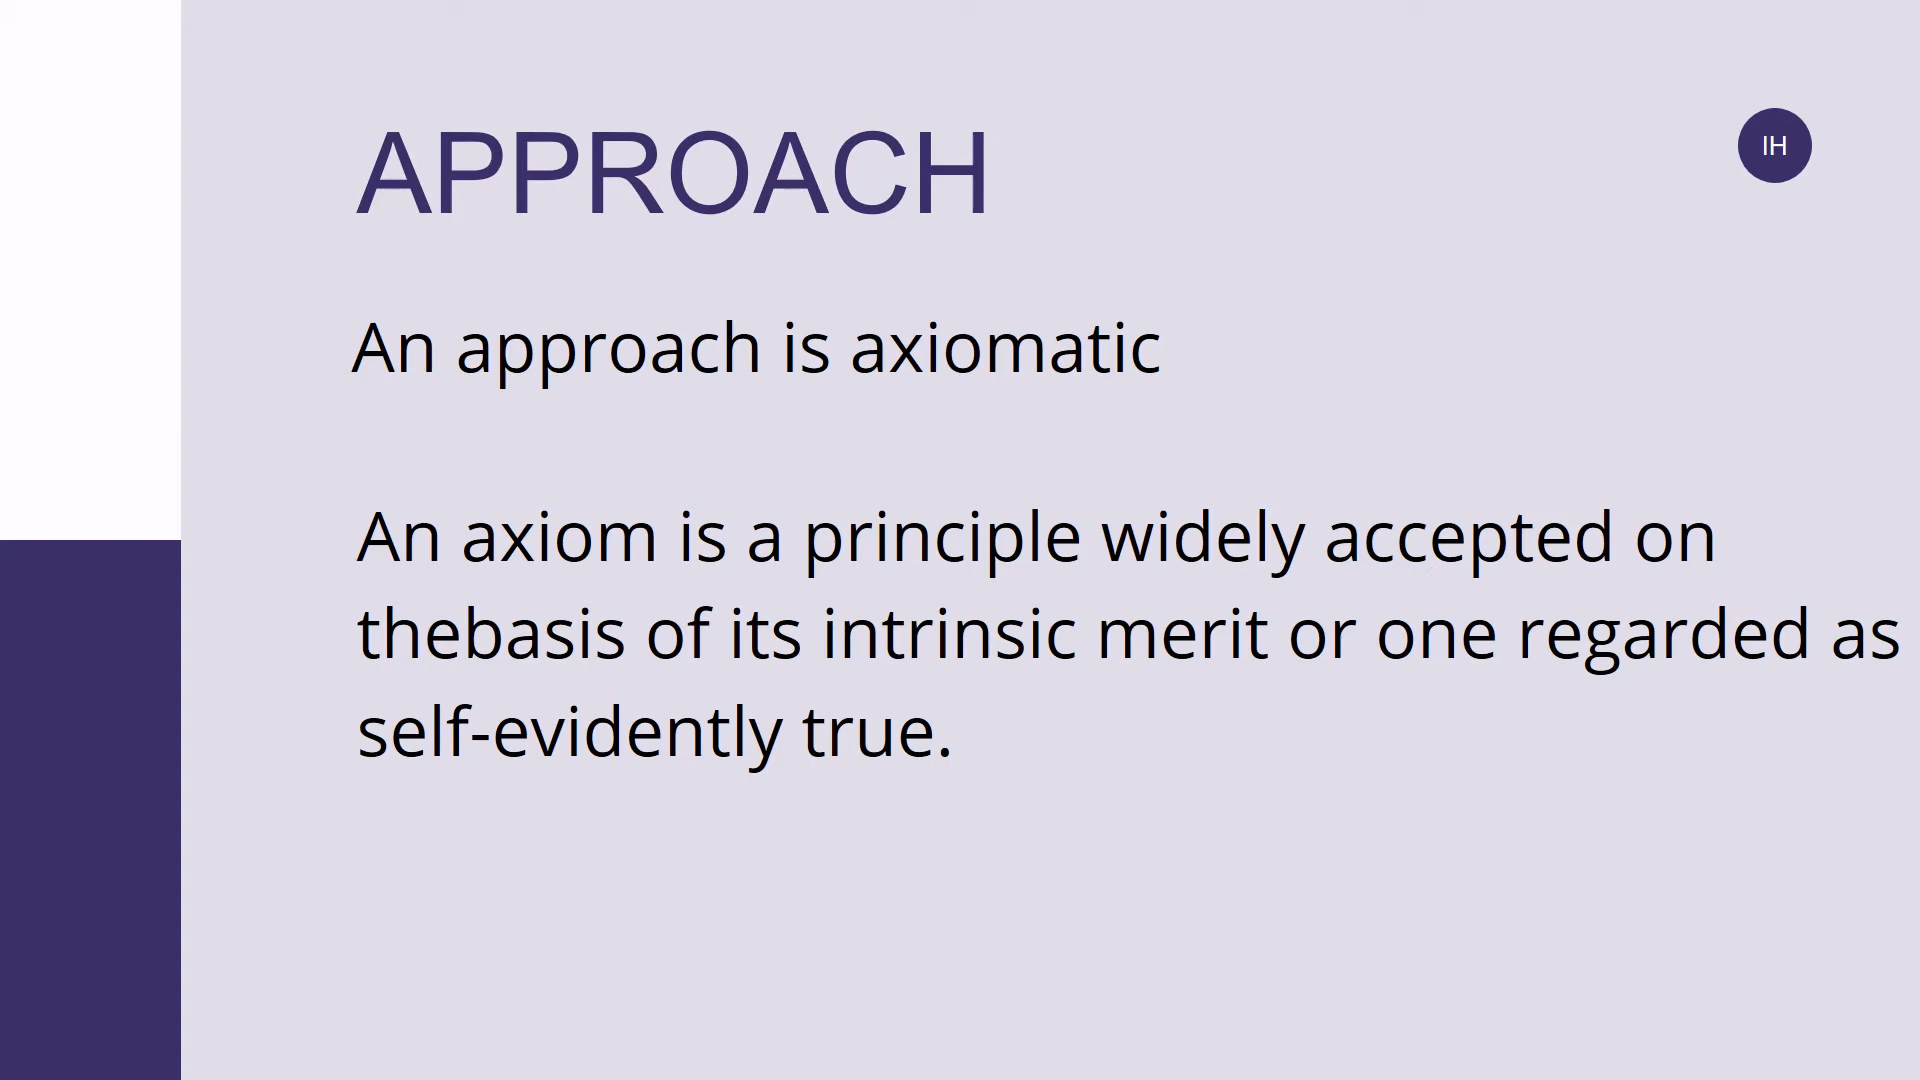 APPROACH
IH
An approach is axiomatic
An axiom is a principle widely accepted on
thebasis of its intrinsic merit or one regarded as
self-evidently true.